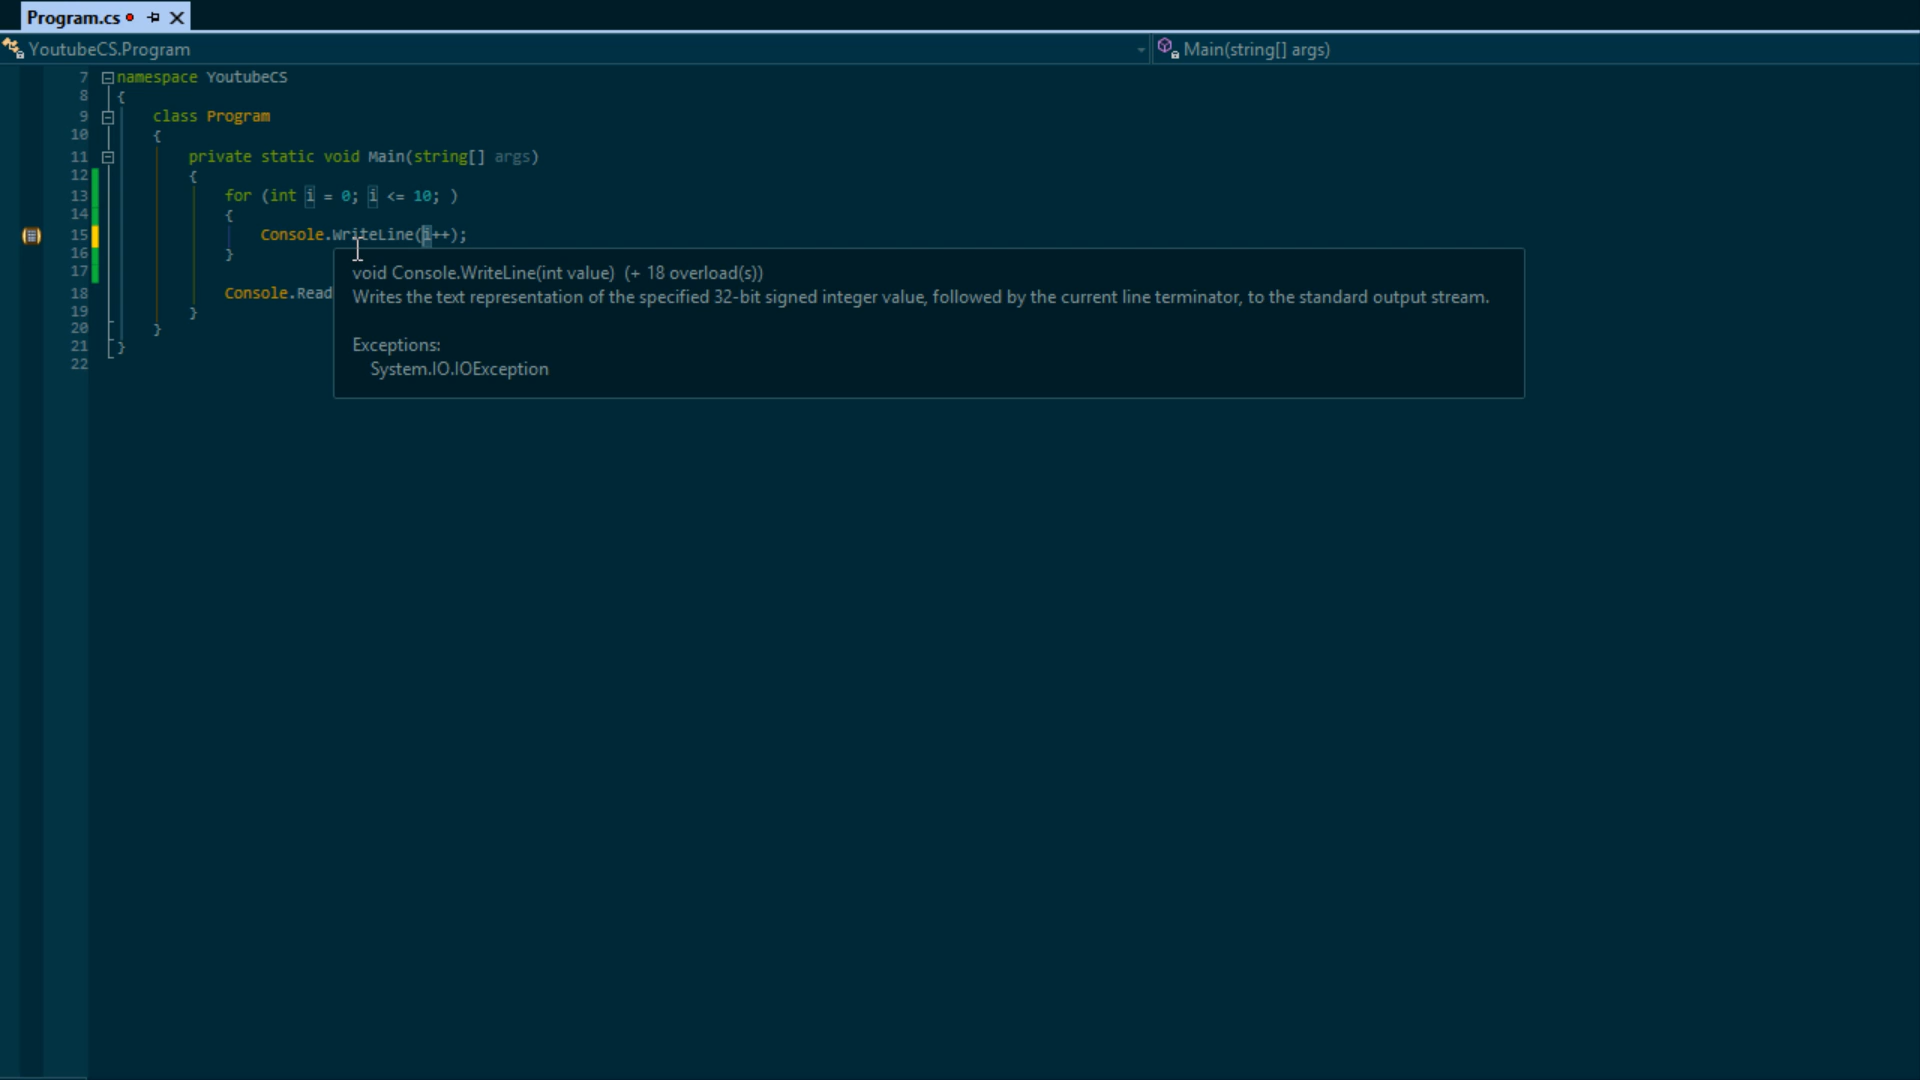 Program.cs
YoutubeCS.Program
Main(string[] args)
7 namespace YoutubeCS
8 {
9 class Program
10 {
11 private static void Main(string[] args)
12 {
13 for (int i = 0; i <= 10; )
14 {
15 Console.WriteLine(i++);
16 }
17
18 Console.Read
19 }
20 }
21 }
22
void Console.WriteLine(int value) (+ 18 overload(s))
Writes the text representation of the specified 32-bit signed integer value, followed by the current line terminator, to the standard output stream.
Exceptions:
System.IO.IOException